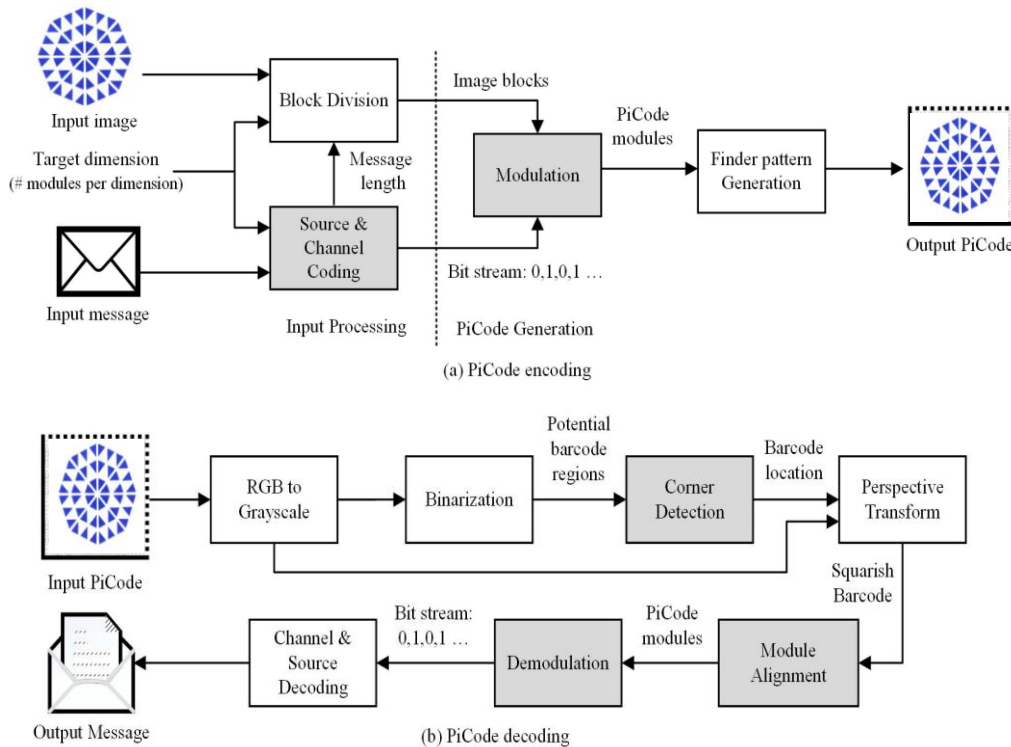 Input image
Target dimension
(# modules per dimension)
Input message
Block Division
Message
length
Source &
Channel
Coding
Input Processing
Image blocks
Modulation
Bit stream: 0,1,0,1 ...
PiCode Generation
PiCode
modules
Finder pattern
Generation
Output PiCode
(a) PiCode encoding
Input PiCode
RGB to
Grayscale
Binarization
Potential
barcode
regions
Corner
Detection
Barcode
location
Perspective
Transform
Squarish
Barcode
Module
Alignment
PiCode
modules
Demodulation
Bit stream:
0,1,0,1 ...
Channel &
Source
Decoding
Output Message
(b) PiCode decoding